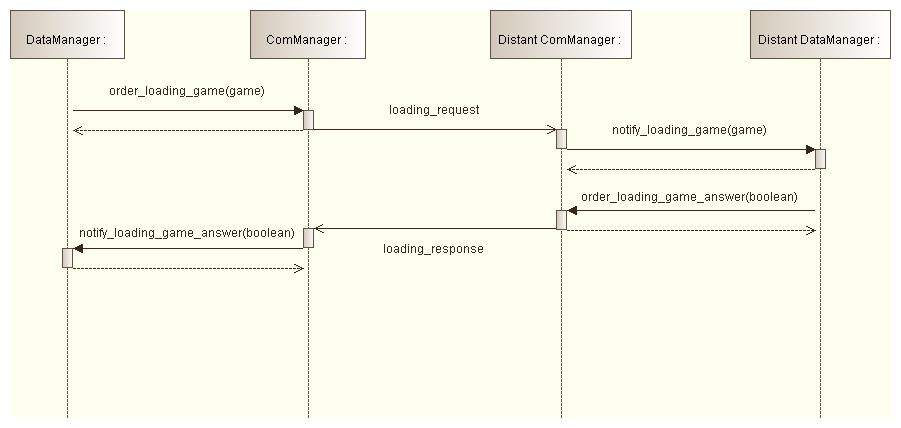 DataManager :
ComManager :
Distant ComManager :
Distant DataManager :
order_loading_game(game)
loading_request
notify_loading_game(game)
order_loading_game_answer(boolean)
notify_loading_game_answer(boolean)
loading_response